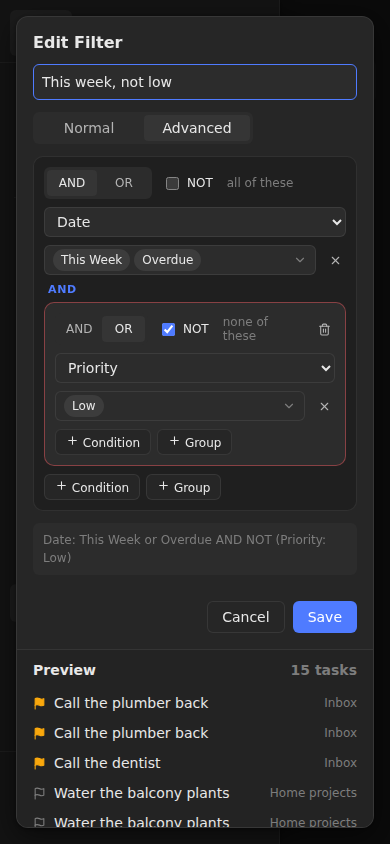 Edit Filter
This week, not low
Normal Advanced
AND OR NOT all of these
Date
This Week Overdue ×
AND
AND OR NOT none of
these
Priority
Low ×
+ Condition + Group
+ Condition + Group
Date: This Week or Overdue AND NOT (Priority:
Low)
Cancel Save
Preview 15 tasks
Call the plumber back Inbox
Call the plumber back Inbox
Call the dentist Inbox
Water the balcony plants Home projects
Water the balcony plants Home projects